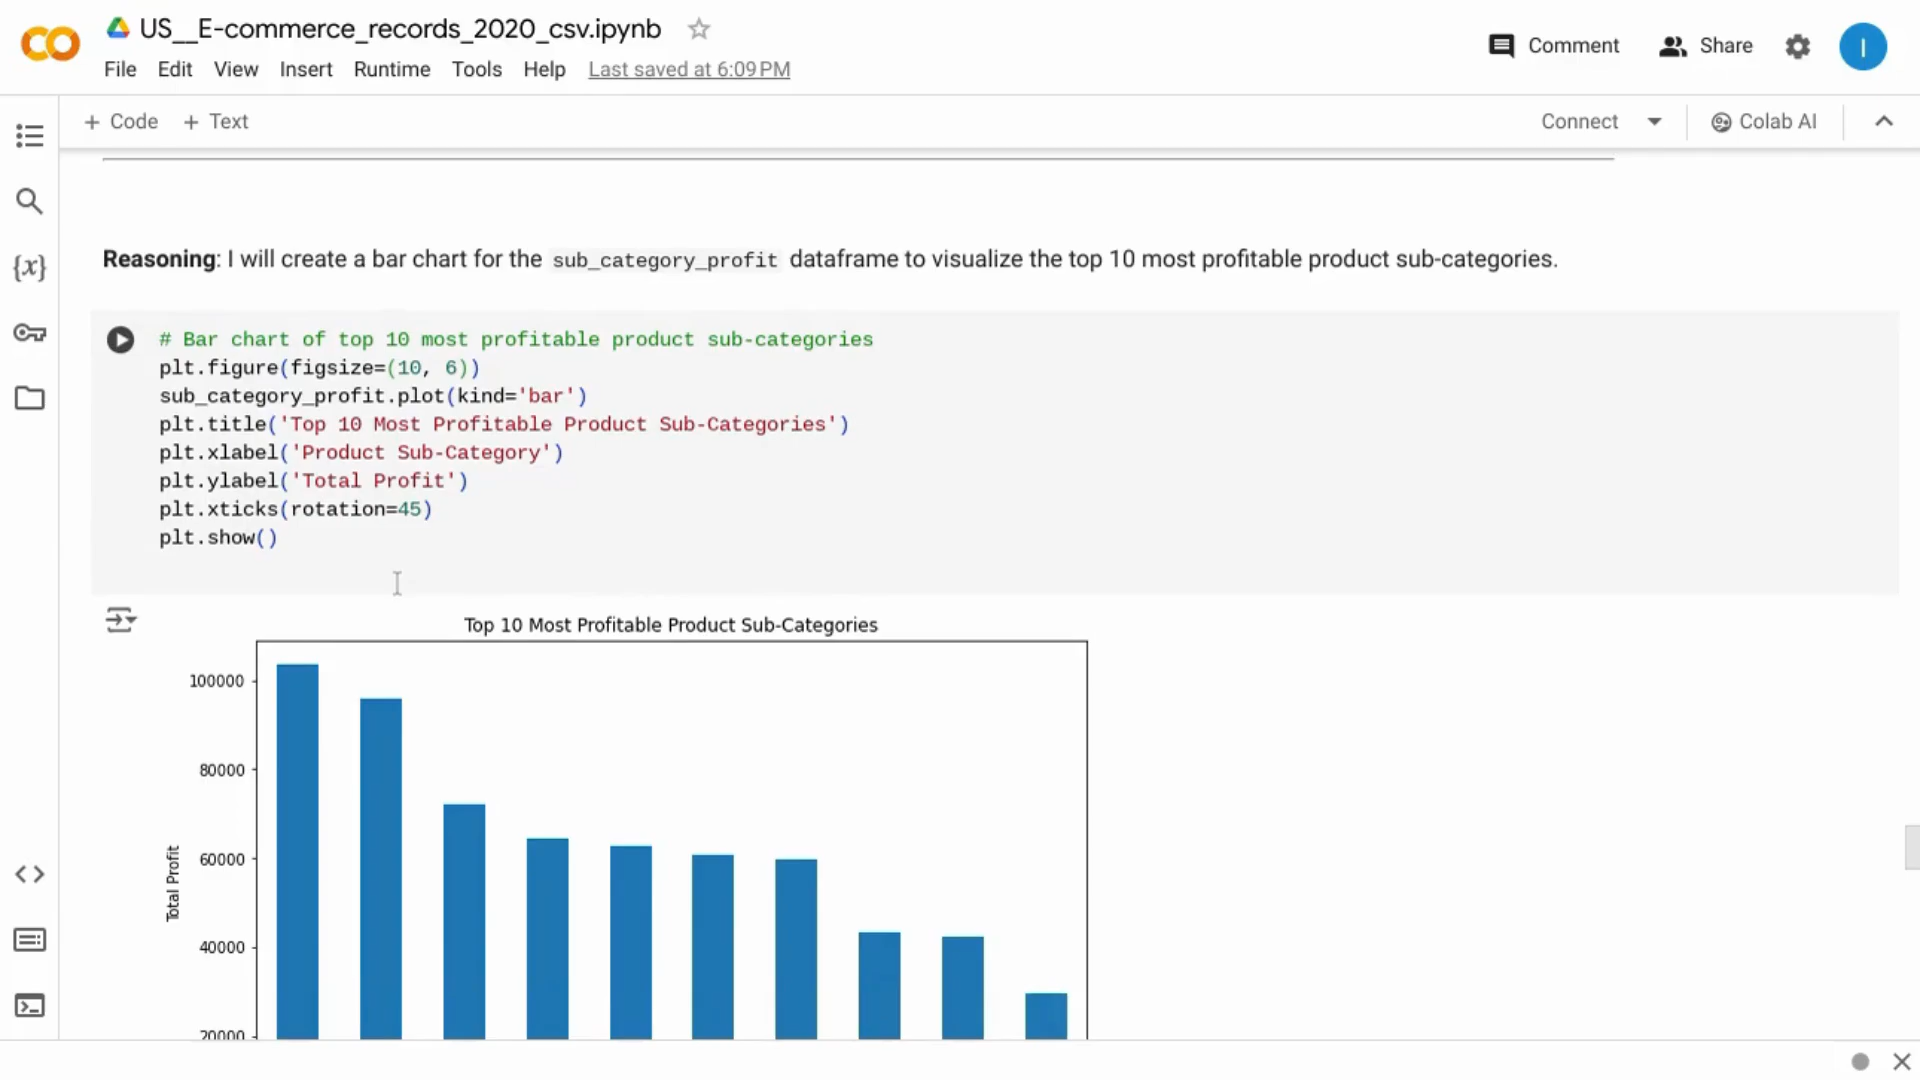 US__E-commerce_records_2020_csv.ipynb
Comment
Share
I
File Edit View Insert Runtime Tools Help Last saved at 6:09 PM
+ Code + Text
Connect
Colab AI
{x}
Reasoning: I will create a bar chart for the sub_category_profit dataframe to visualize the top 10 most profitable product sub-categories.
# Bar chart of top 10 most profitable product sub-categories
plt.figure(figsize=(10, 6))
sub_category_profit.plot(kind='bar')
plt.title('Top 10 Most Profitable Product Sub-Categories')
plt.xlabel('Product Sub-Category')
plt.ylabel('Total Profit')
plt.xticks(rotation=45)
plt.show()
Top 10 Most Profitable Product Sub-Categories
100000
80000
60000
40000
20000
Total Profit